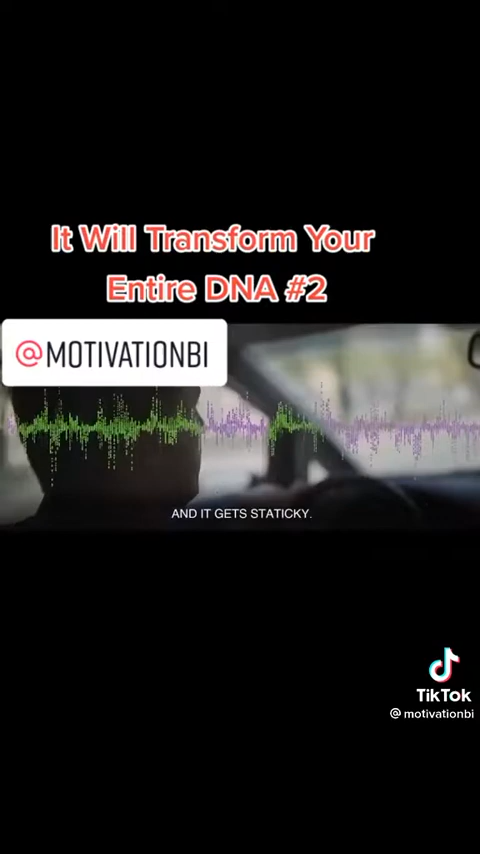 It Will Transform Your
Entire DNA #2
@MOTIVATIONBI
AND IT GETS STATICKY.
TikTok
@motivationbi